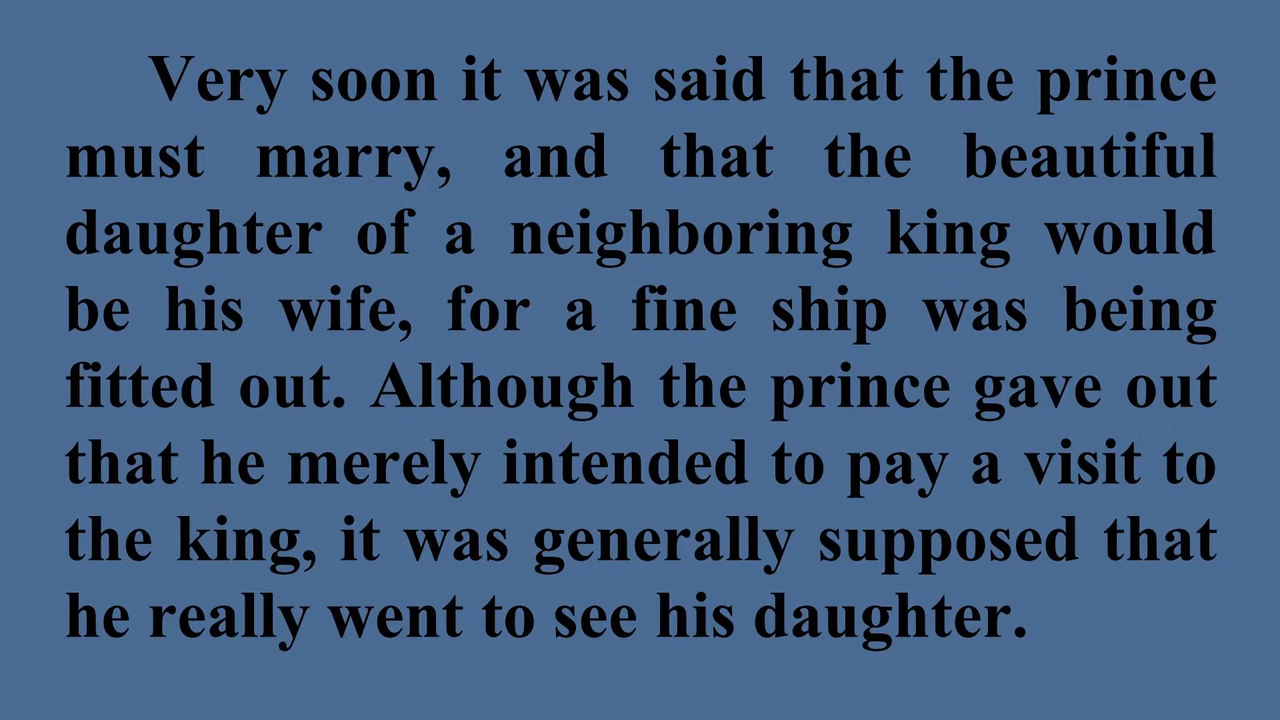 Very soon it was said that the prince
must marry, and that the beautiful
daughter of a neighboring king would
be his wife, for a fine ship was being
fitted out. Although the prince gave out
that he merely intended to pay a visit to
the king, it was generally supposed that
he really went to see his daughter.